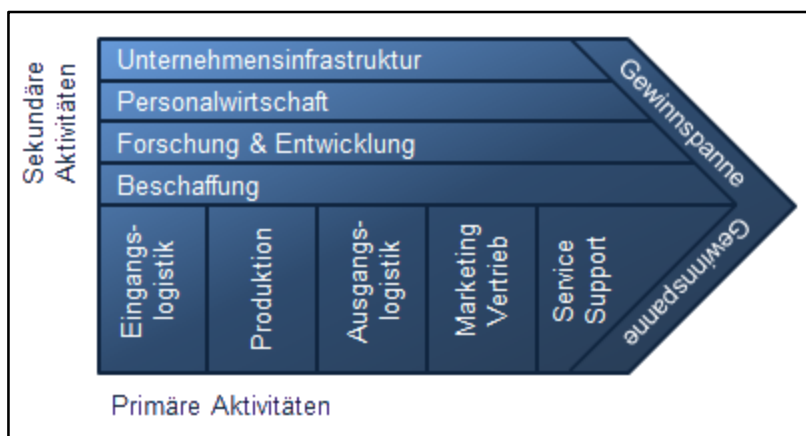 Sekundäre
Aktivitäten
Unternehmensinfrastruktur
Personalwirtschaft
Forschung & Entwicklung
Beschaffung
Gewinnspanne
Gewinnspanne
Eingangs-
logistik
Produktion
Ausgangs-
logistik
Marketing
Vertrieb
Service
Support
Primäre Aktivitäten